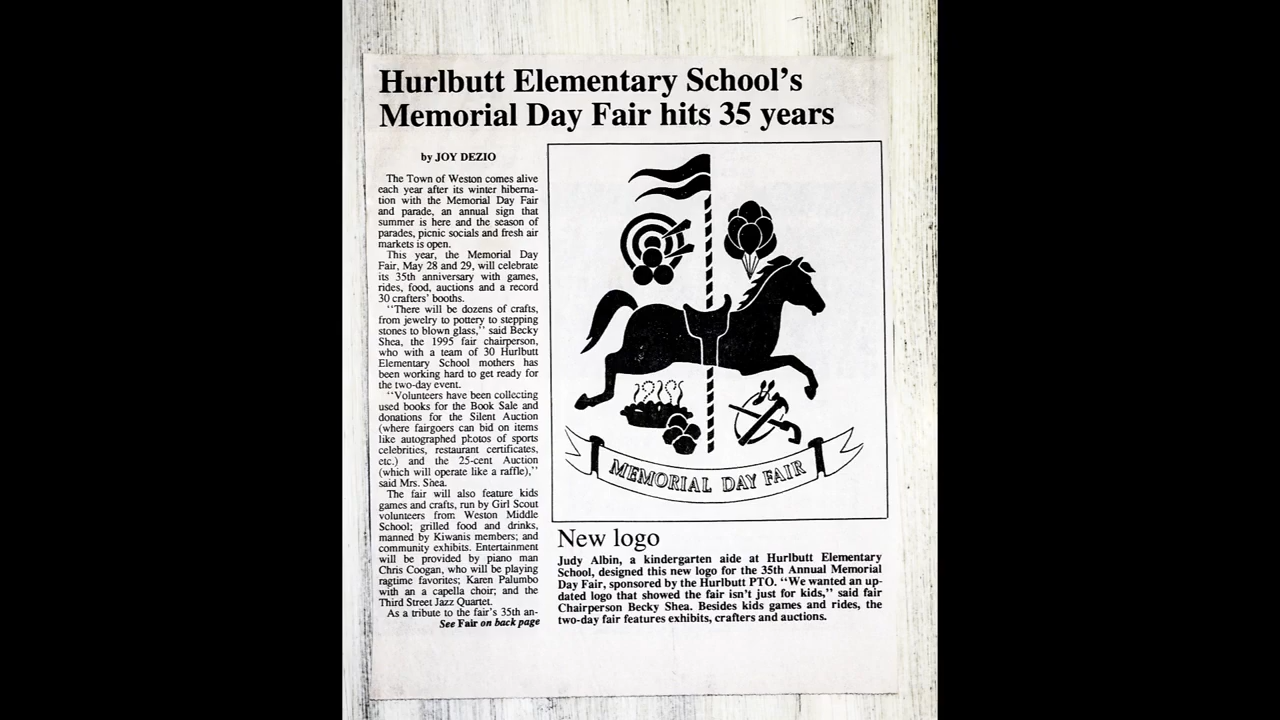 Hurlbutt Elementary School's
Memorial Day Fair hits 35 years
by JOY DEZIO
The Town of Weston comes alive
each year after its winter hiberna-
tion with the Memorial Day Fair
and parade, an annual sign that
summer is here and the season of
parades, picnic socials and fresh air
markets is open.
This year, the Memorial Day
Fair, May 28 and 29, will celebrate
its 35th anniversary with games,
rides, food, auctions and a record
30 crafters' booths.
"There will be dozens of crafts,
from jewelry to pottery to stepping
stones to blown glass," said Becky
Shea, the 1995 fair chairperson,
who with a team of 30 Hurlbutt
Elementary School mothers has
been working hard to get ready for
the two-day event.
"Volunteers have been collecting
used books for the Book Sale and
donations for the Silent Auction
(where fairgoers can bid on items
like autographed photos of sports
celebrities, restaurant certificates,
etc.) and the 25-cent Auction
(which will operate like a raffle),"
said Mrs. Shea.
The fair will also feature kids
games and crafts, run by Girl Scout
volunteers from Weston Middle
School; grilled food and drinks,
manned by Kiwanis members; and
community exhibits. Entertainment
will be provided by piano man
Chris Coogan, who will be playing
ragtime favorites; Karen Palumbo
with an a capella choir; and the
Third Street Jazz Quartet.
As a tribute to the fair's 35th an-
See Fair on back page
MEMORIAL DAY FAIR
New logo
Judy Albin, a kindergarten aide at Hurlbutt Elementary
School, designed this new logo for the 35th Annual Memorial
Day Fair, sponsored by the Hurlbutt PTO. "We wanted an up-
dated logo that showed the fair isn't just for kids," said fair
Chairperson Becky Shea. Besides kids games and rides, the
two-day fair features exhibits, crafters and auctions.